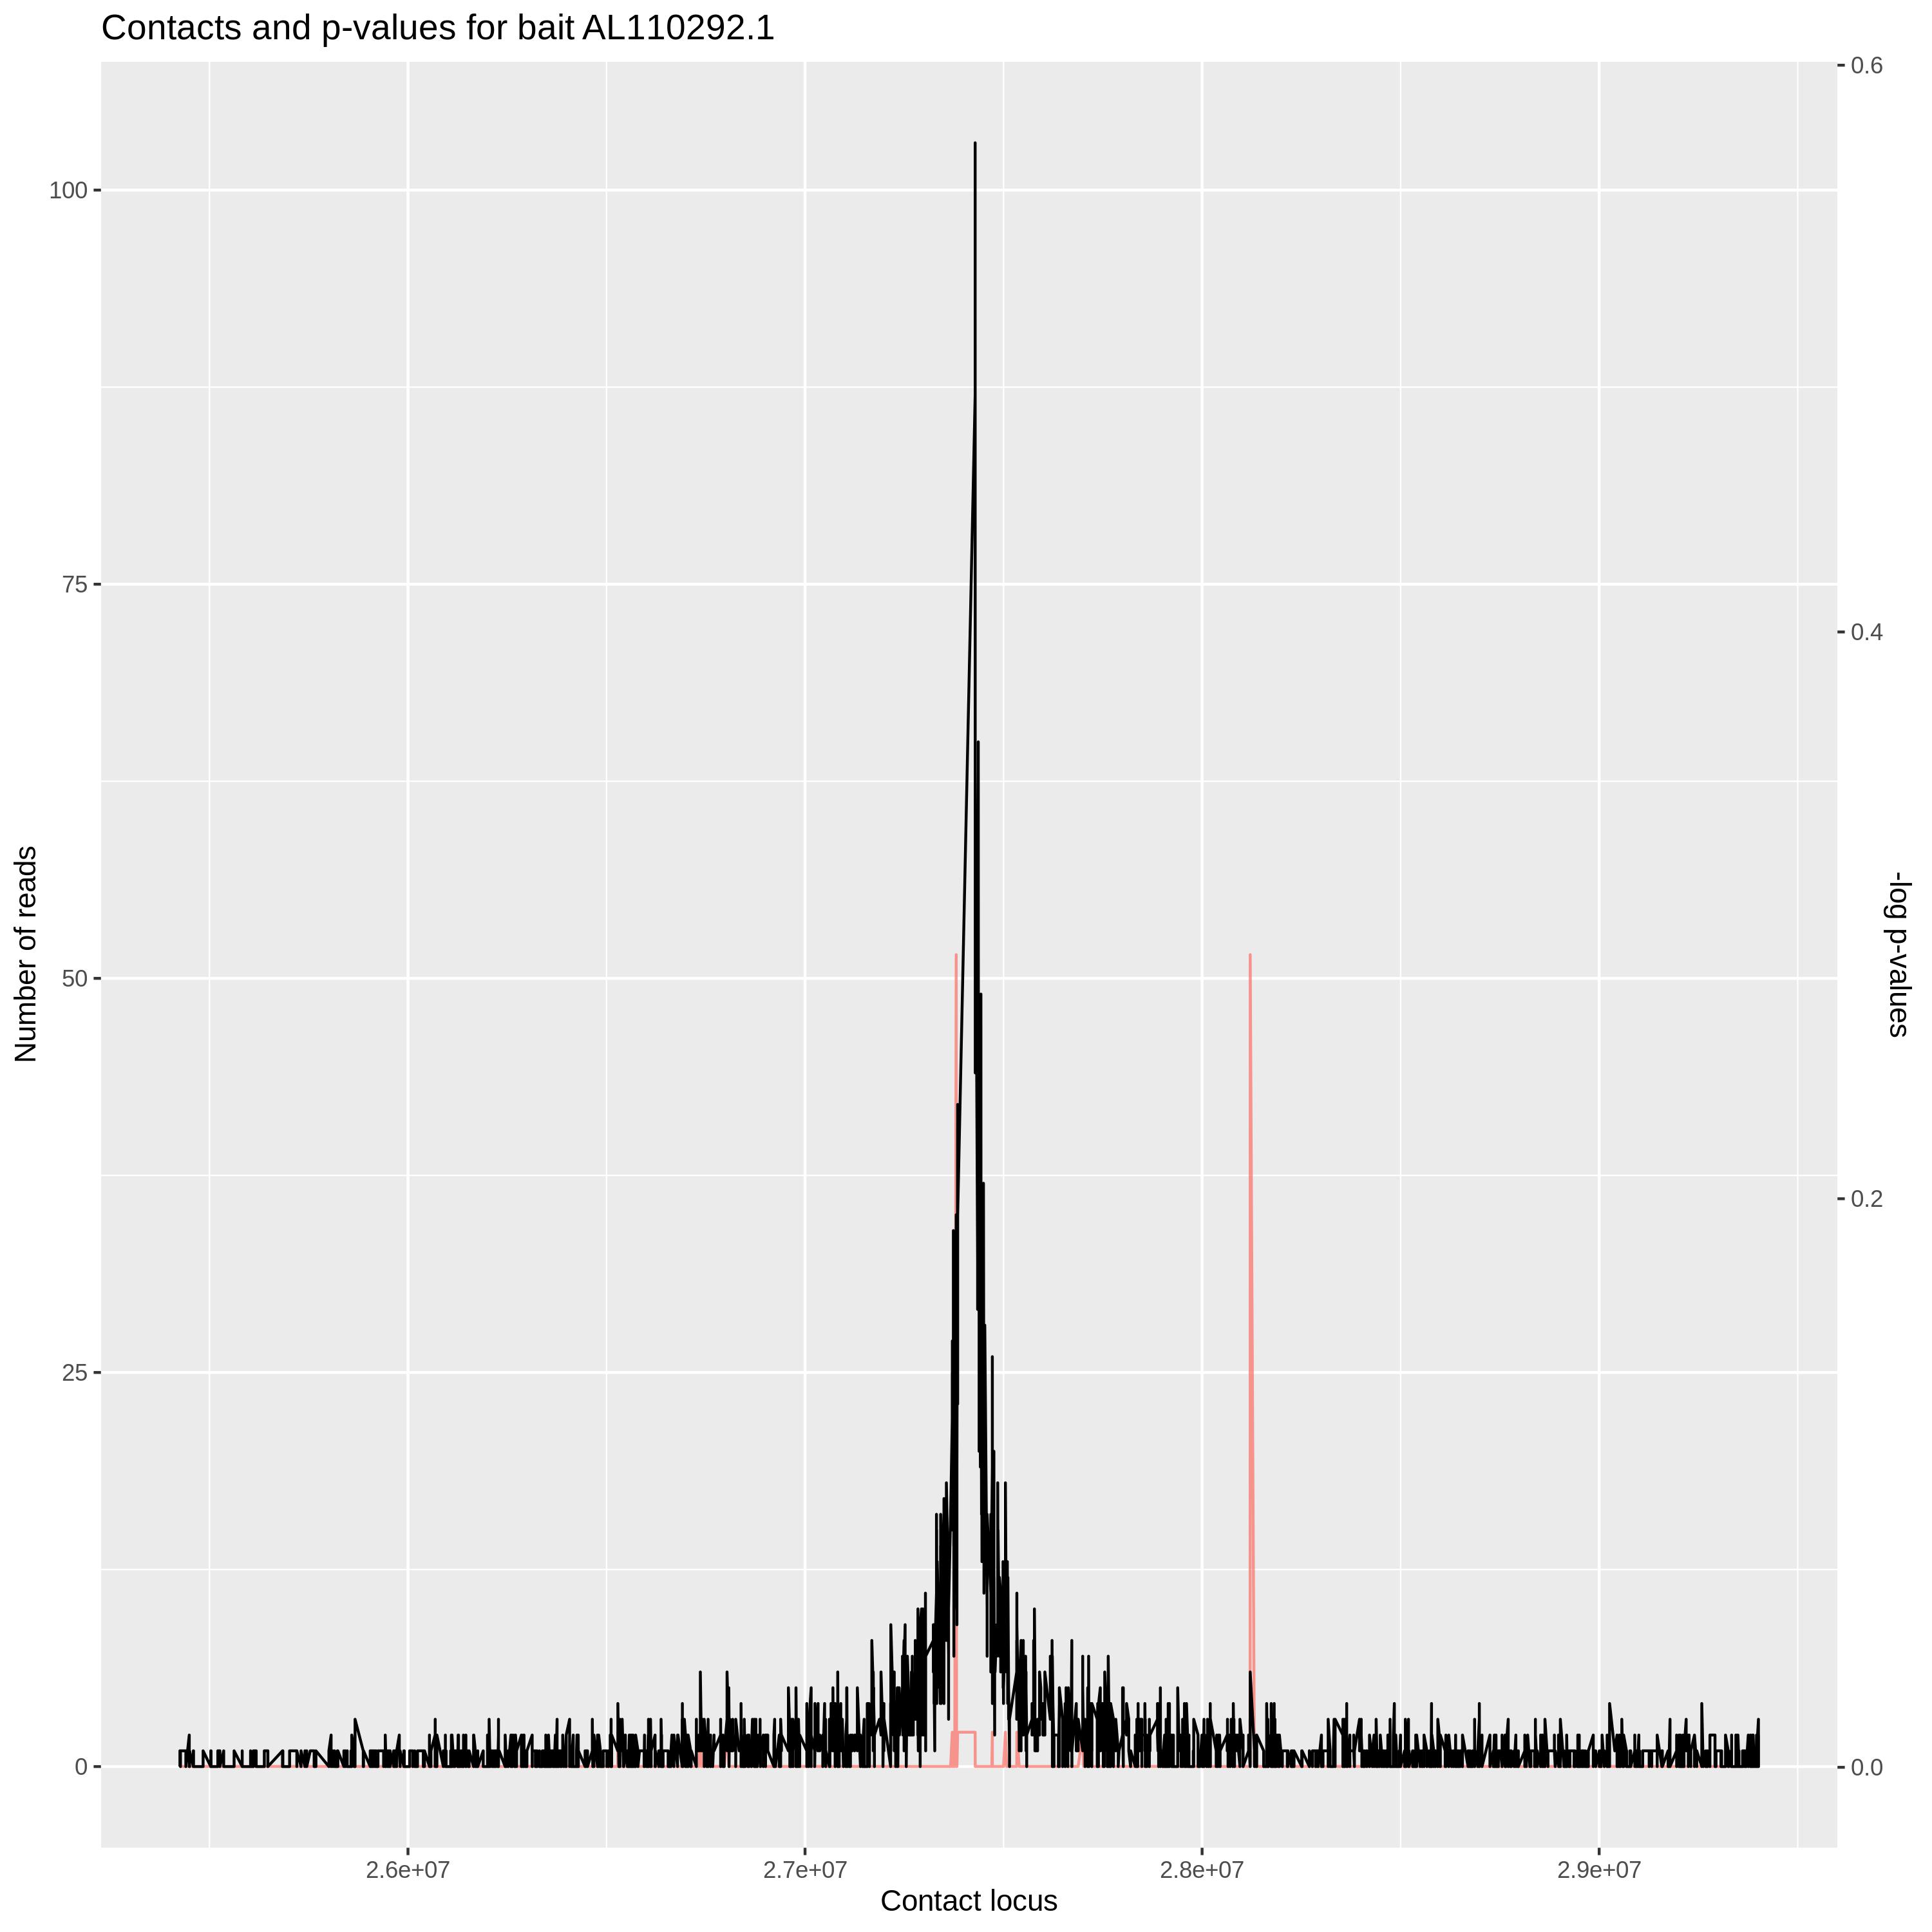 Contacts and p-values for bait AL110292.1
0.6
100
75
0.4
50
0.2
25
0
0.0
Number of reads
-log p-values
2.6e+07
2.7e+07
2.8e+07
2.9e+07
Contact locus